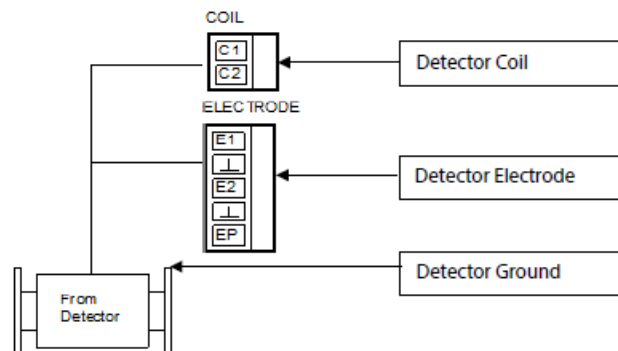 COIL
C1
C2
Detector Coil
ELECTRODE
E1
⊥
E2
⊥
EP
Detector Electrode
Detector Ground
From
Detector